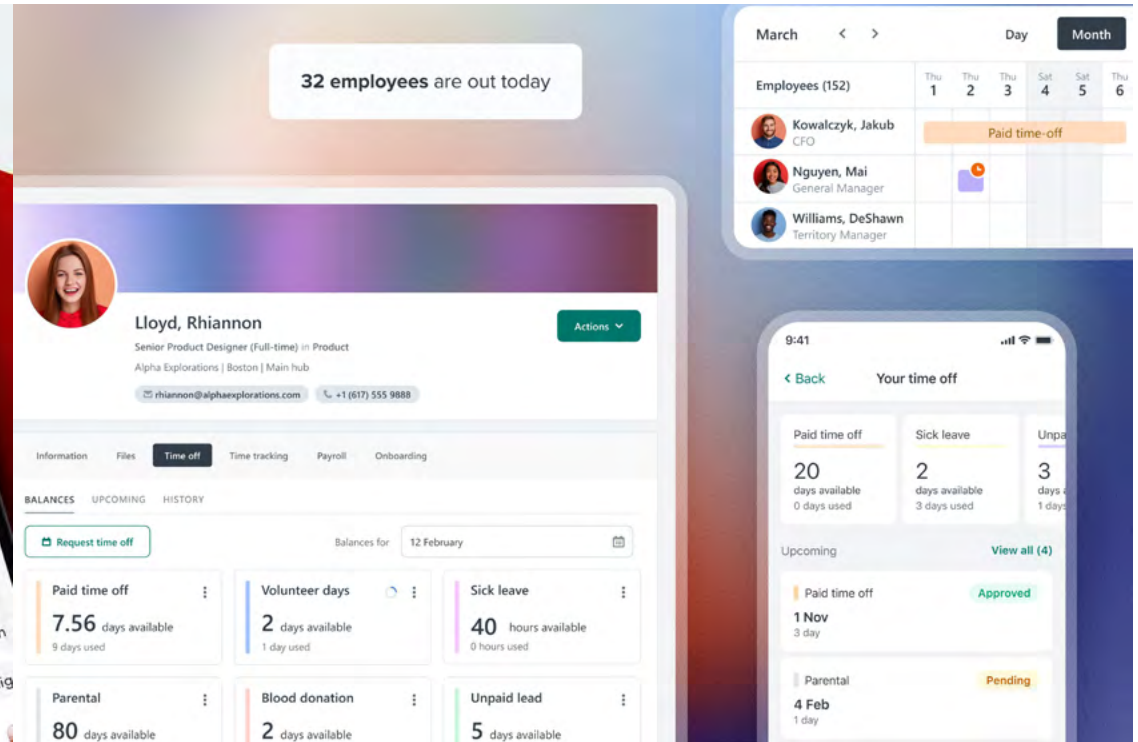 32 employees are out today
March < >
Day
Month
Employees (152)
Thu
1
Thu
2
Thu
3
Sat
4
Sat
5
Thu
6
Kowalczyk, Jakub
CFO
Paid time-off
Nguyen, Mai
General Manager
Williams, DeShawn
Territory Manager
Lloyd, Rhiannon
Senior Product Designer (Full-time) in Product
Alpha Explorations | Boston | Main hub
rhiannon@alphaexplorations.com
+1 (617) 555 9888
Actions
Information
Files
Time off
Time tracking
Payroll
Onboarding
BALANCES
UPCOMING
HISTORY
Request time off
Balances for
12 February
Paid time off
7.56 days available
9 days used
Volunteer days
2 days available
1 day used
Sick leave
40 hours available
0 hours used
Parental
80 days available
Blood donation
2 days available
Unpaid lead
5 days available
9:41
< Back
Your time off
Paid time off
20
days available
0 days used
Sick leave
2
days available
3 days used
Unpa
3
days
1 day
Upcoming
View all (4)
Paid time off
Approved
1 Nov
3 day
Parental
Pending
4 Feb
1 day